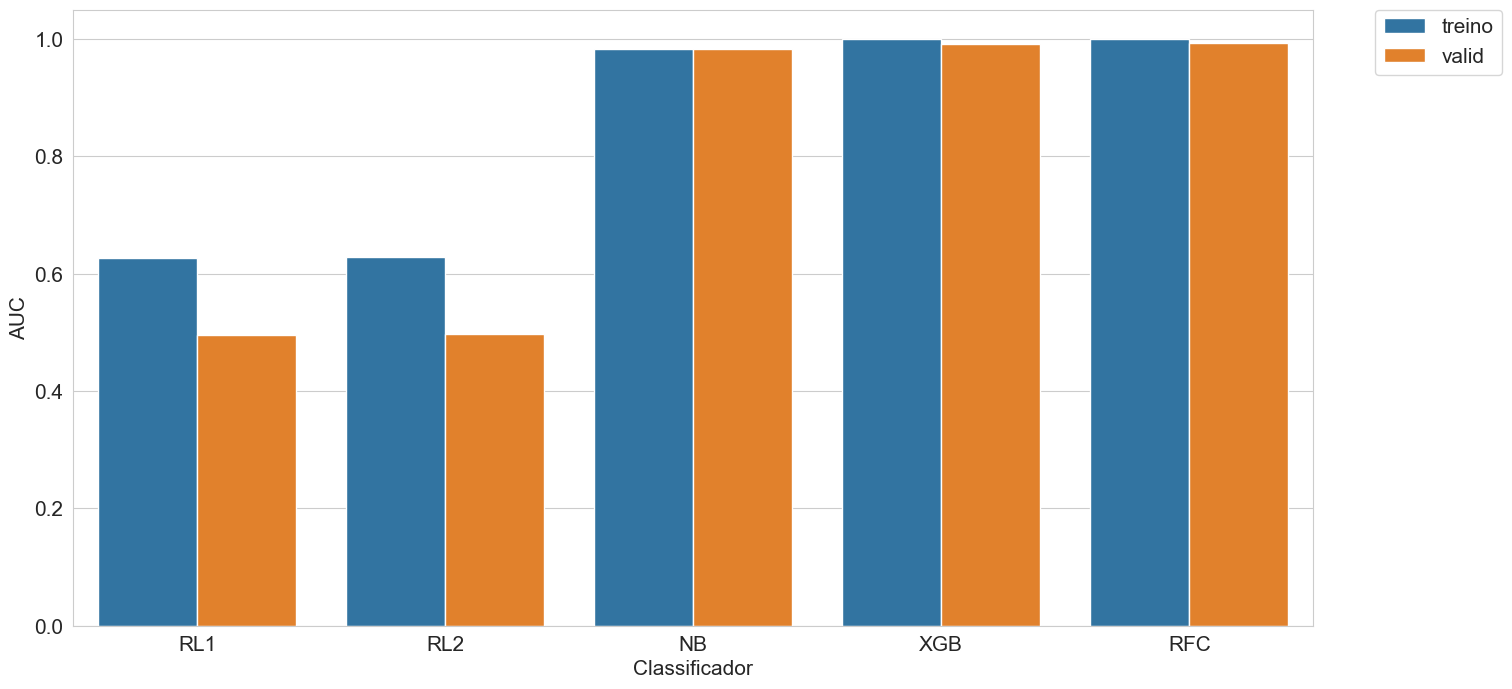 1.0
0.8
0.6
0.4
0.2
0.0
AUC
RL1 RL2 NB XGB RFC
Classificador
treino
valid